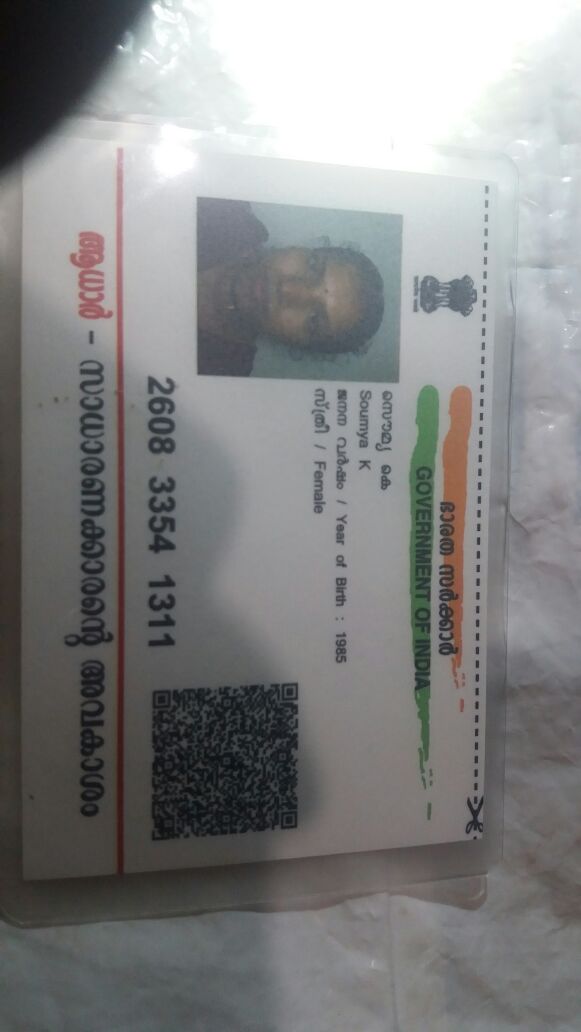 ഭാരത സർക്കാർ
GOVERNMENT OF INDIA
സൌമ്യ കെ
Soumya K
ജനന വർഷം / Year of Birth : 1985
സ്ത്രീ / Female
2608 3354 1311
ആധാർ – സാധാരണക്കാരന്റെ അവകാശം